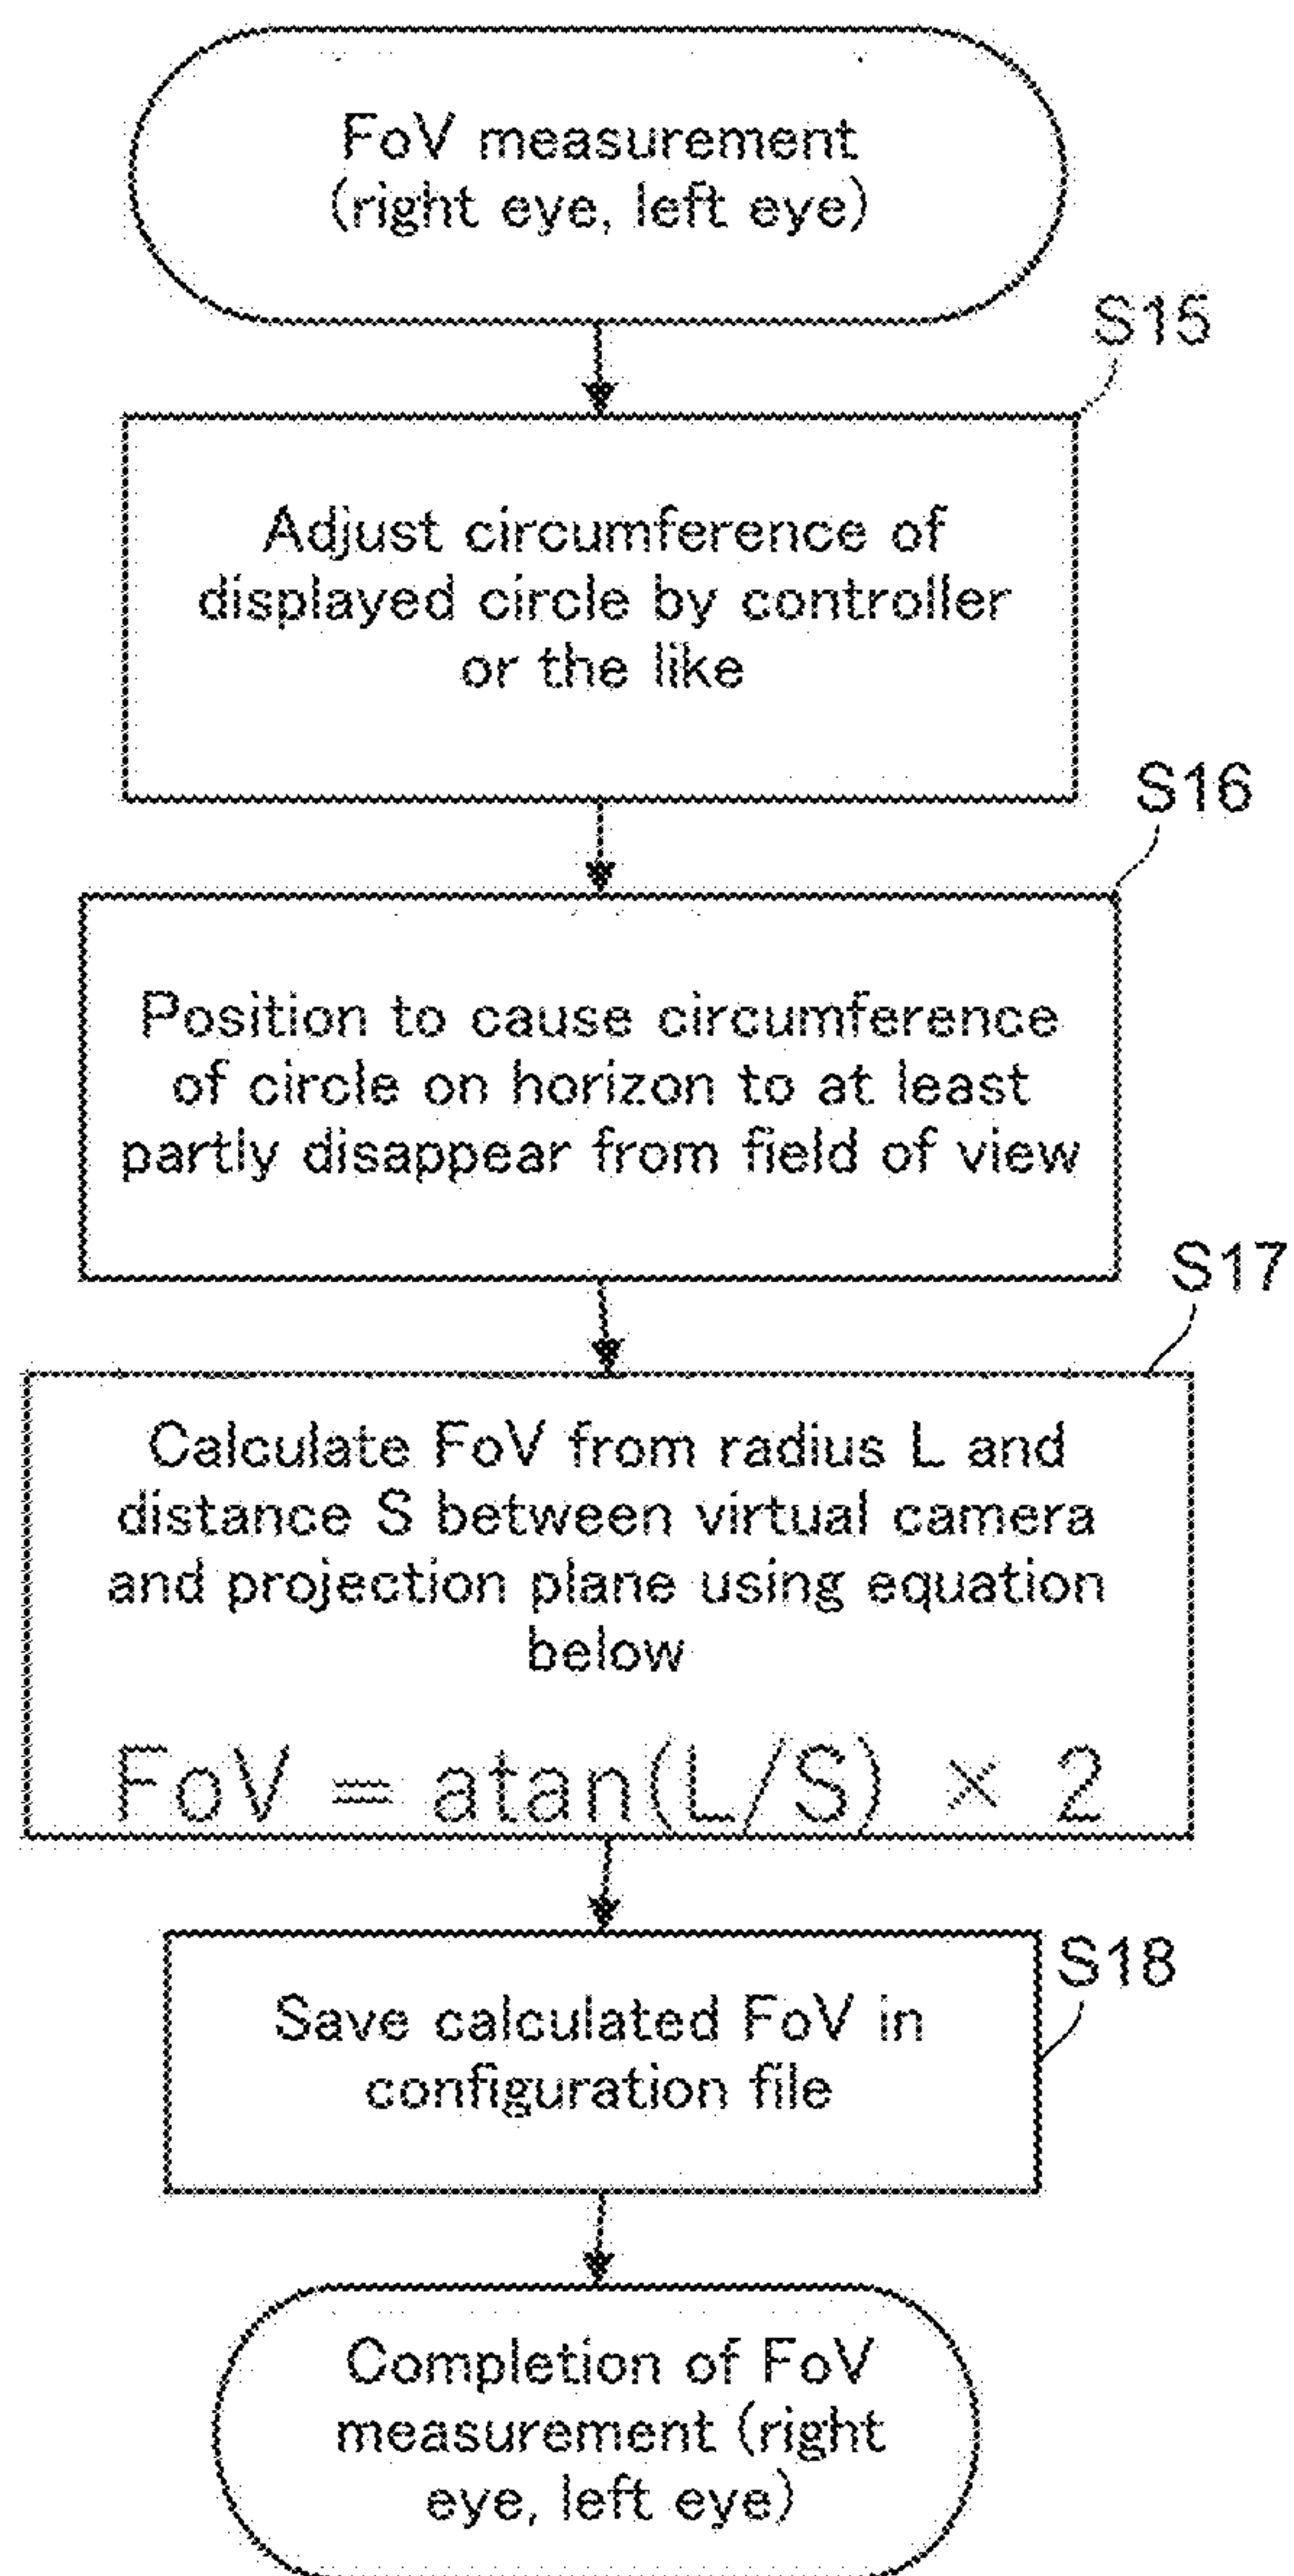 FoV measurement
(right eye, left eye)
S15
Adjust circumference of
displayed circle by controller
or the like
S16
Position to cause circumference
of circle on horizon to at least
partly disappear from field of view
S17
Calculate FoV from radius L and
distance S between virtual camera
and projection plane using equation
below
FoV = atan(L/S) × 2
S18
Save calculated FoV in
configuration file
Completion of FoV
measurement (right
eye, left eye)